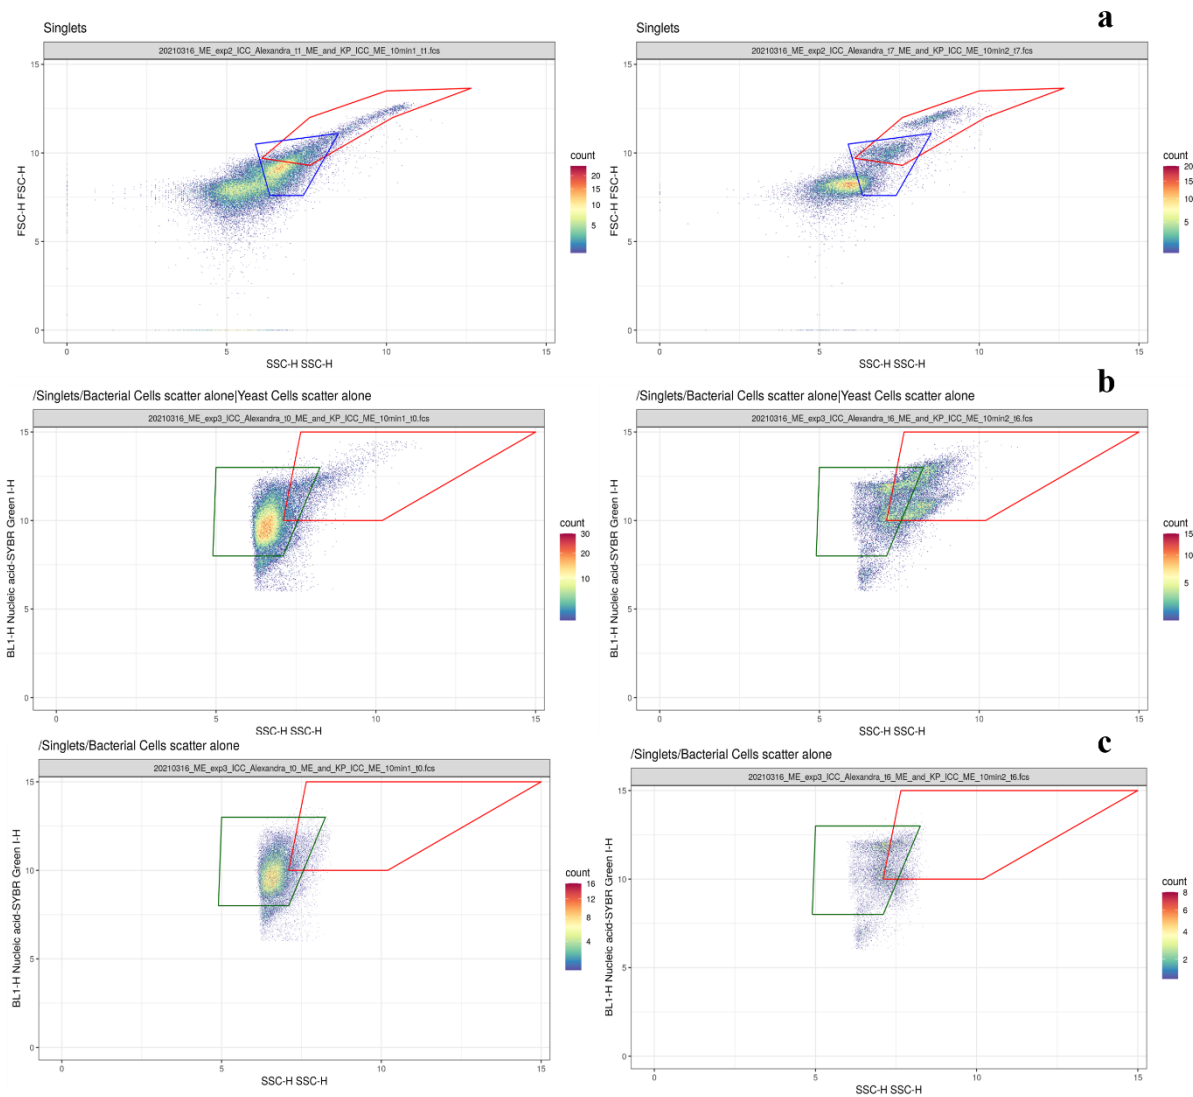 a
Singlets
20210316_ME_exp2_ICC_Alexandra_t1_ME_and_KP_ICC_ME_10min1_t1.fcs
15
10
5
0
FSC-H FSC-H
0
5
10
15
SSC-H SSC-H
count
20
15
10
5
Singlets
20210316_ME_exp2_ICC_Alexandra_t7_ME_and_KP_ICC_ME_10min2_t7.fcs
15
10
5
0
FSC-H FSC-H
0
5
10
15
SSC-H SSC-H
count
20
15
10
5
b
/Singlets/Bacterial Cells scatter alone|Yeast Cells scatter alone
20210316_ME_exp3_ICC_Alexandra_t0_ME_and_KP_ICC_ME_10min1_t0.fcs
15
10
5
0
BL1-H Nucleic acid-SYBR Green I-H
0
5
10
15
SSC-H SSC-H
count
30
20
10
/Singlets/Bacterial Cells scatter alone|Yeast Cells scatter alone
20210316_ME_exp3_ICC_Alexandra_t6_ME_and_KP_ICC_ME_10min2_t6.fcs
15
10
5
0
BL1-H Nucleic acid-SYBR Green I-H
0
5
10
15
SSC-H SSC-H
count
15
10
5
c
/Singlets/Bacterial Cells scatter alone
20210316_ME_exp3_ICC_Alexandra_t0_ME_and_KP_ICC_ME_10min1_t0.fcs
15
10
5
0
BL1-H Nucleic acid-SYBR Green I-H
0
5
10
15
SSC-H SSC-H
count
16
12
8
4
/Singlets/Bacterial Cells scatter alone
20210316_ME_exp3_ICC_Alexandra_t6_ME_and_KP_ICC_ME_10min2_t6.fcs
15
10
5
0
BL1-H Nucleic acid-SYBR Green I-H
0
5
10
15
SSC-H SSC-H
count
8
6
4
2